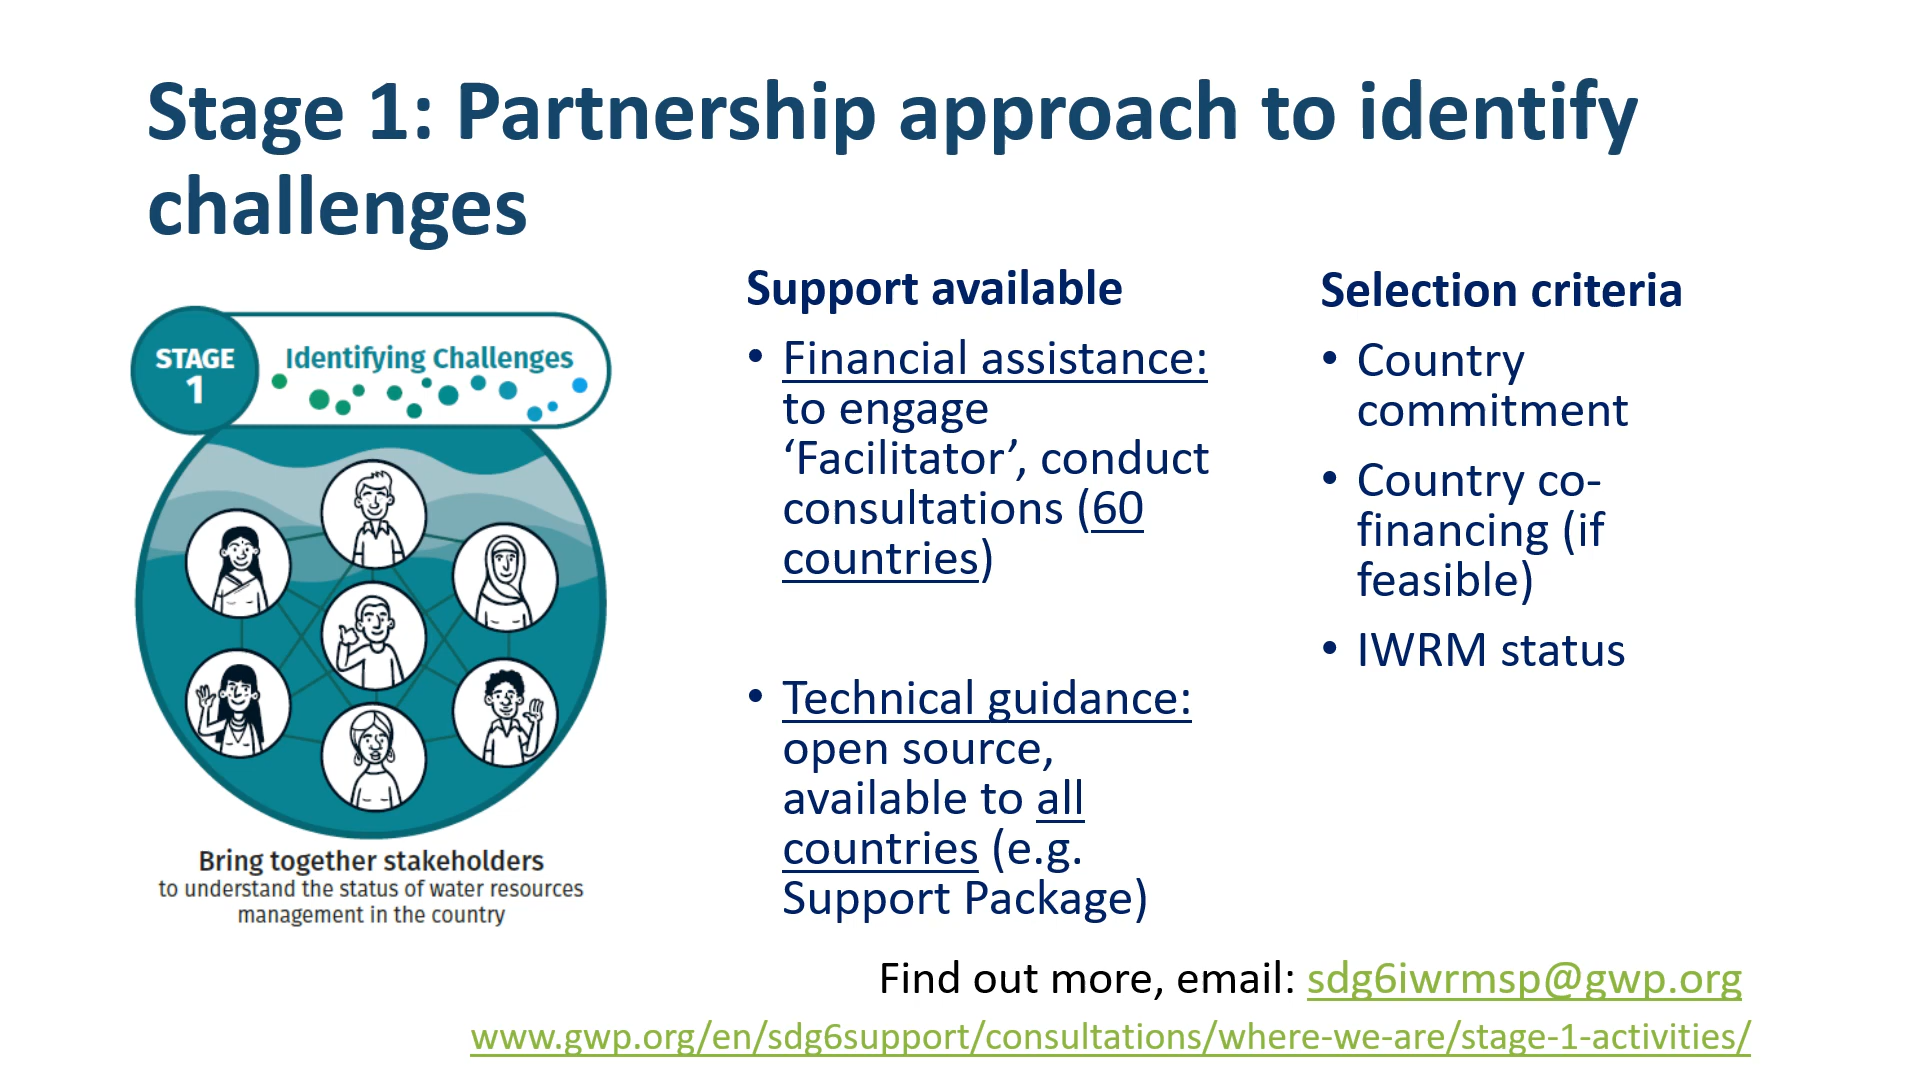 Stage 1: Partnership approach to identify
challenges
STAGE
1
Identifying Challenges
Bring together stakeholders
to understand the status of water resources
management in the country
Support available
• Financial assistance:
to engage
‘Facilitator’, conduct
consultations (60
countries)
• Technical guidance:
open source,
available to all
countries (e.g.
Support Package)
Selection criteria
• Country
commitment
• Country co-
financing (if
feasible)
• IWRM status
Find out more, email: sdg6iwrmsp@gwp.org
www.gwp.org/en/sdg6support/consultations/where-we-are/stage-1-activities/